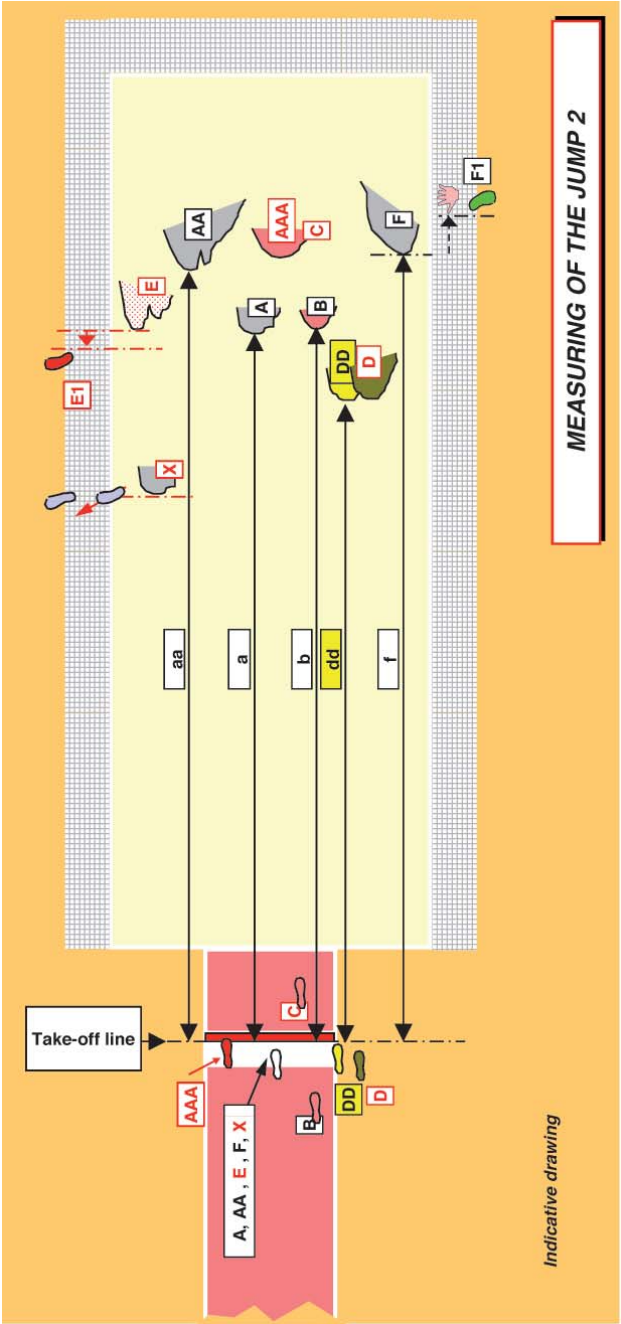 MEASURING OF THE JUMP 2
E1
E
X
AA
AAA
C
A
B
DD
D
F
F1
aa
a
b
dd
f
Take-off line
AAA
A, AA , E , F, X
C
B
DD
D
Indicative drawing